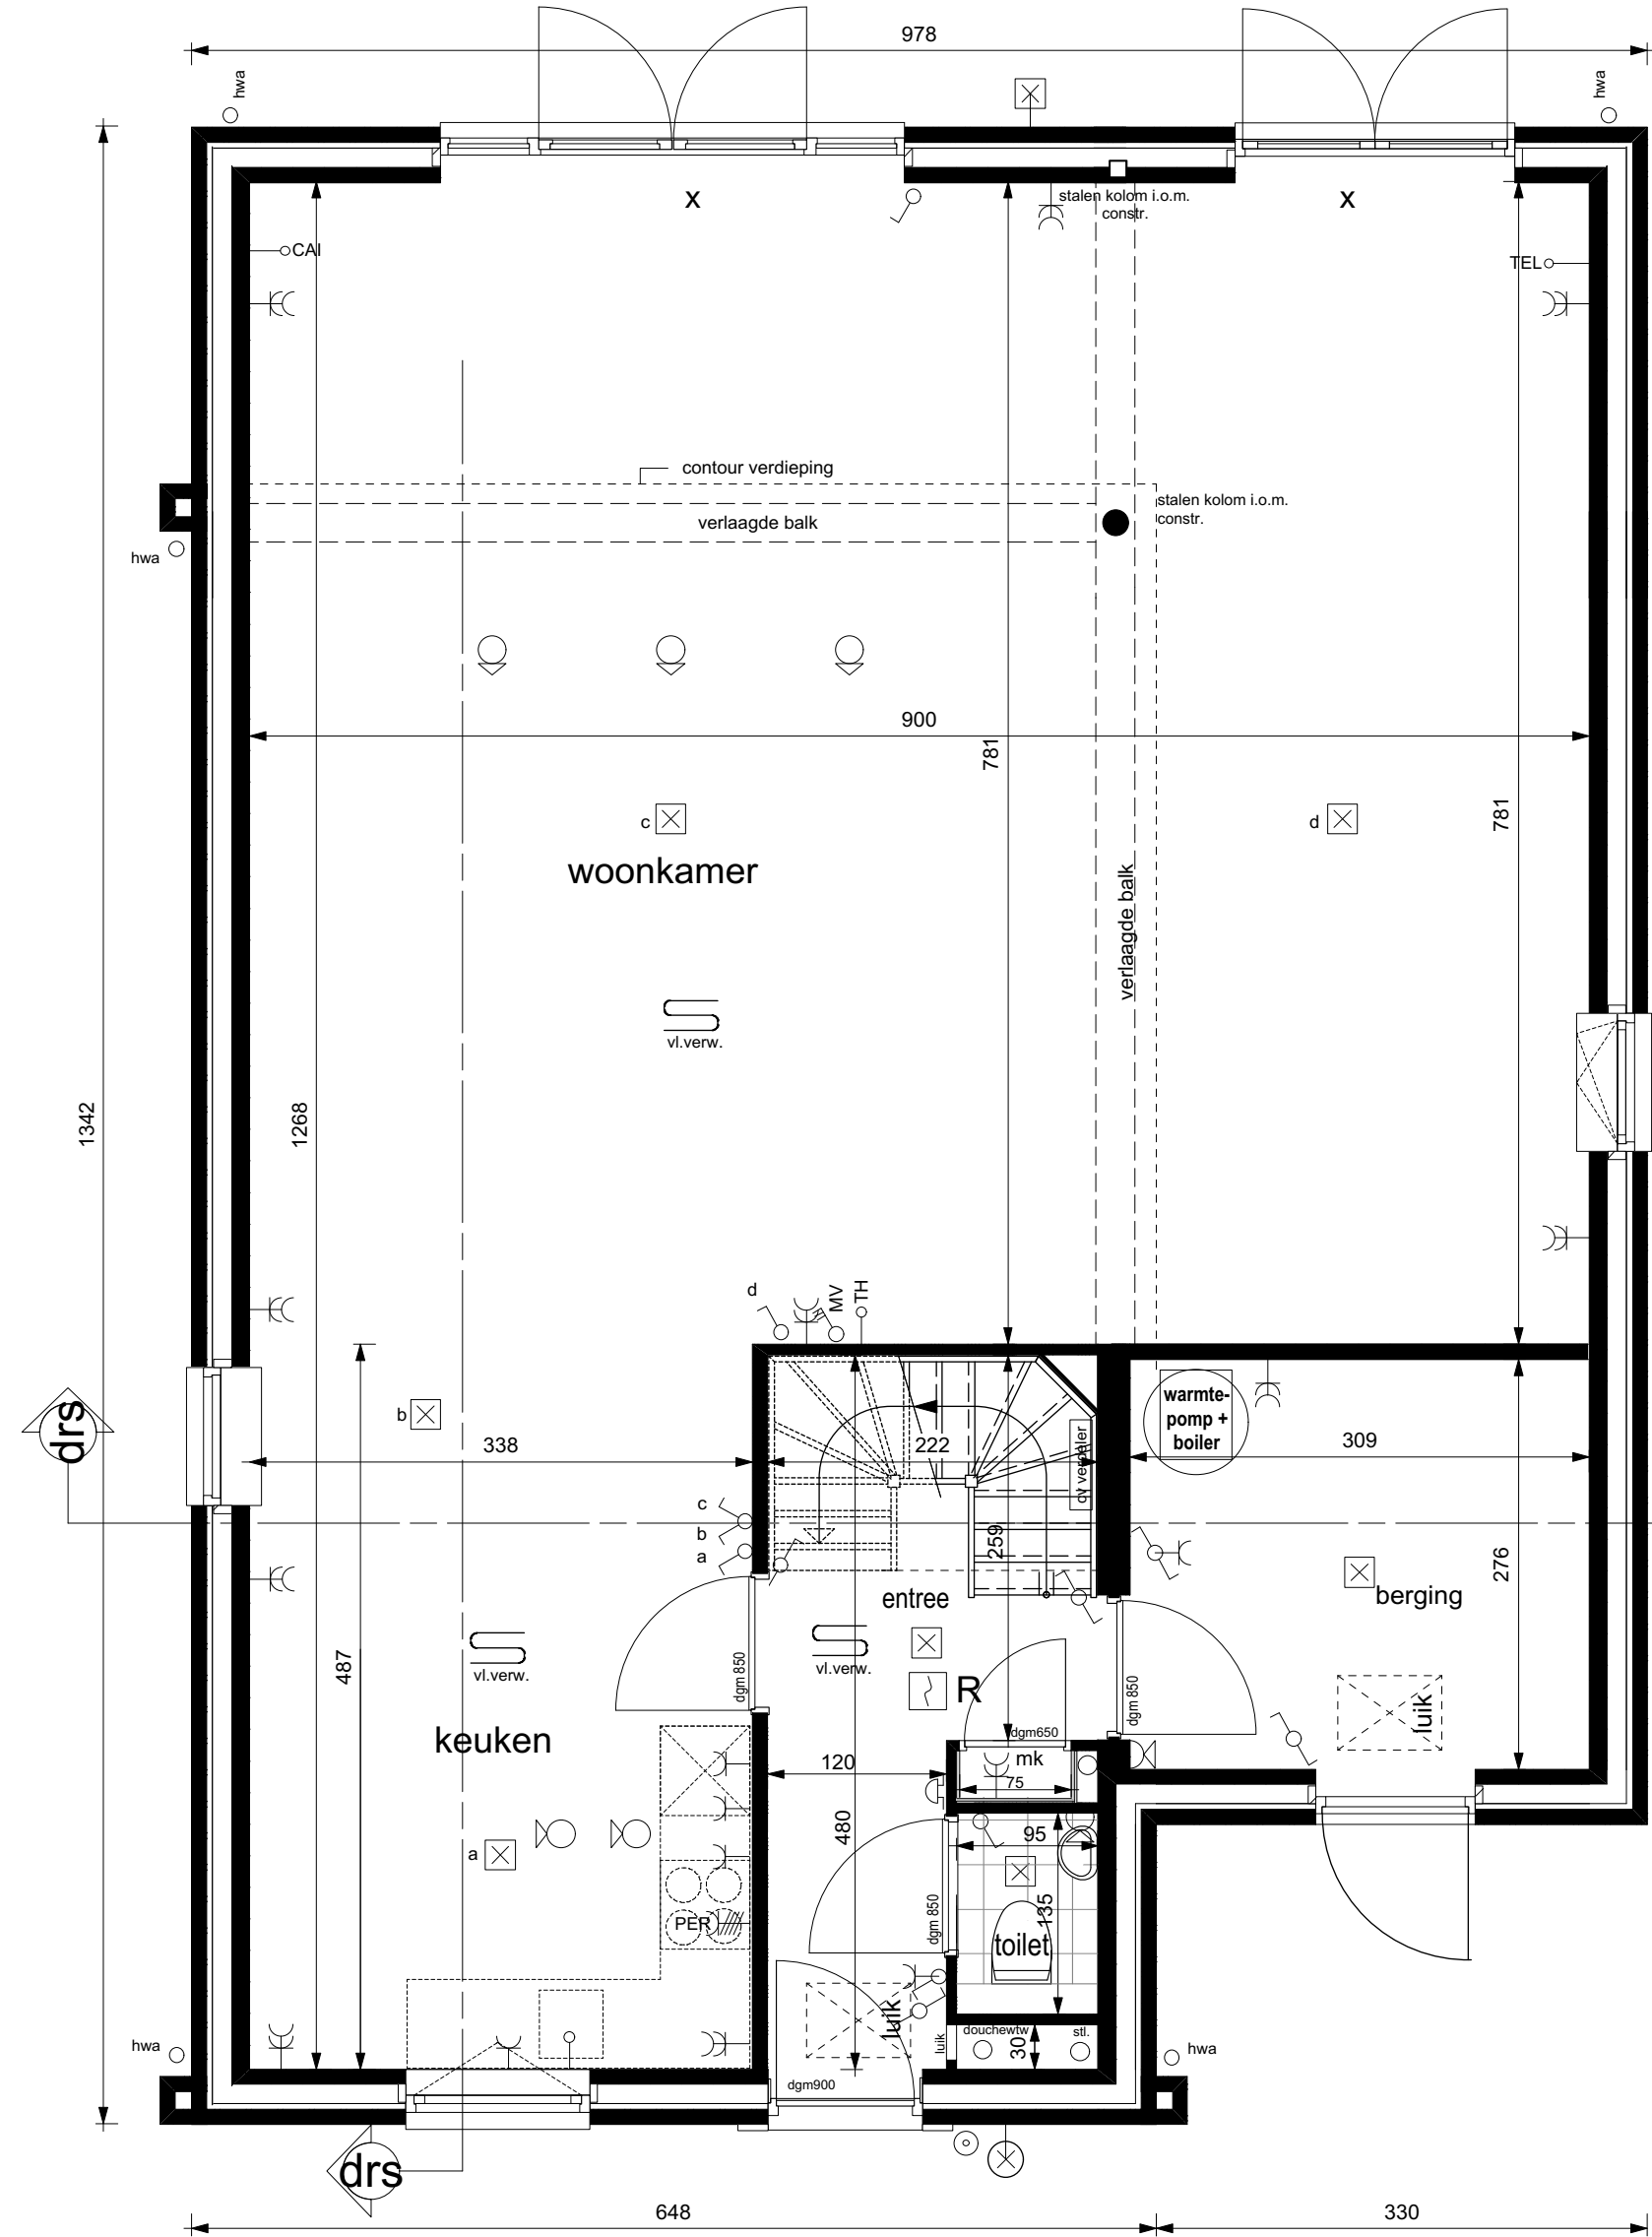 978
hwa
hwa
x
stalen kolom i.o.m.
constr.
x
CAI
TEL
contour verdieping
stalen kolom i.o.m.
constr.
verlaagde balk
hwa
900
781
781
c
d
woonkamer
verlaagde balk
vl.verw.
1342
1268
d
MV
TH
drs
b
338
222
cv verdeler
warmte-
pomp +
boiler
309
c
b
a
259
276
entree
berging
487
vl.verw.
vl.verw.
dgm 850
R
dgm 850
luik
keuken
dgm650
mk
120
75
480
95
a
135
PER
dgm 850
toilet
luik
luik
douchewtw
stl.
30
hwa
hwa
dgm900
drs
648
330